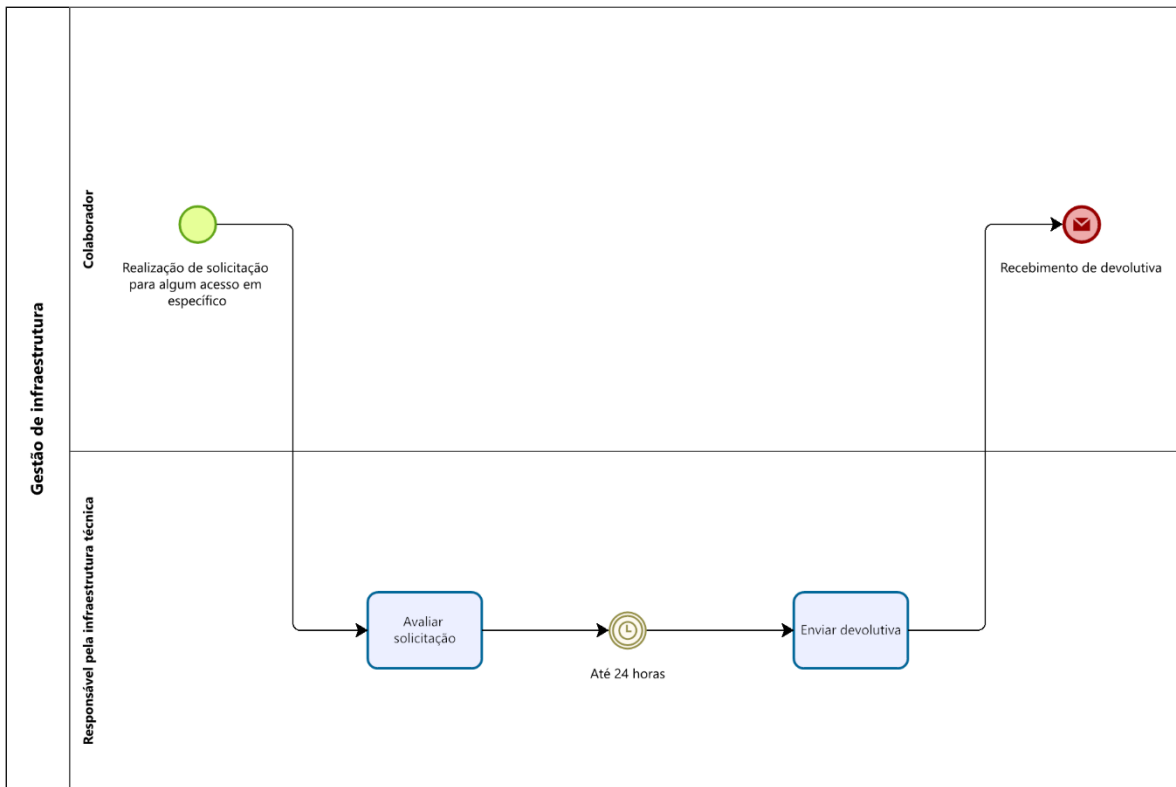 Gestão de infraestrutura
Colaborador
Realização de solicitação
para algum acesso em
específico
Recebimento de devolutiva
Responsável pela infraestrutura técnica
Avaliar
solicitação
Até 24 horas
Enviar devolutiva